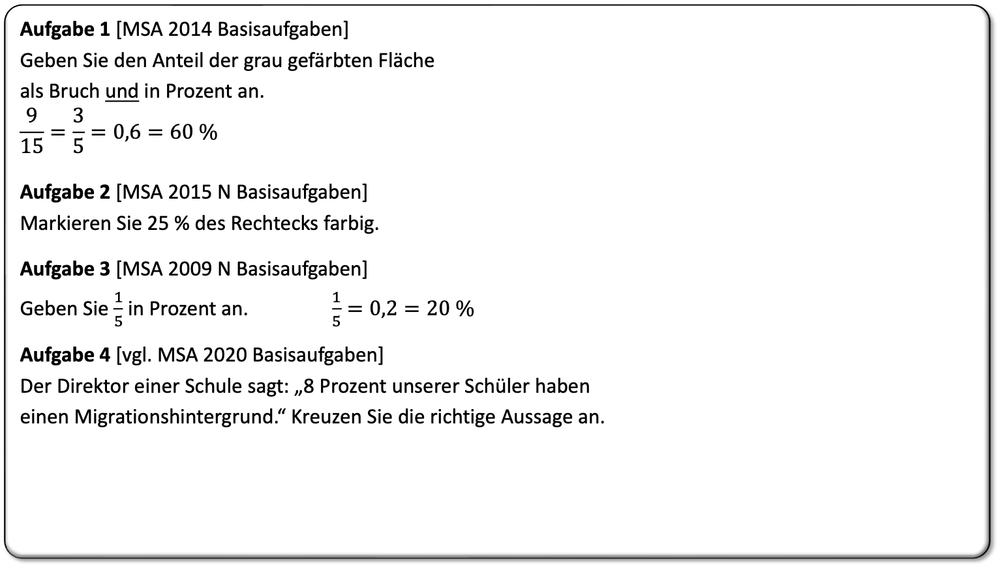 Aufgabe 1 [MSA 2014 Basisaufgaben]
Geben Sie den Anteil der grau gefärbten Fläche
als Bruch und in Prozent an.
9/15 = 3/5 = 0,6 = 60 %
Aufgabe 2 [MSA 2015 N Basisaufgaben]
Markieren Sie 25 % des Rechtecks farbig.
Aufgabe 3 [MSA 2009 N Basisaufgaben]
Geben Sie 1/5 in Prozent an. 1/5 = 0,2 = 20 %
Aufgabe 4 [vgl. MSA 2020 Basisaufgaben]
Der Direktor einer Schule sagt: „8 Prozent unserer Schüler haben
einen Migrationshintergrund.“ Kreuzen Sie die richtige Aussage an.